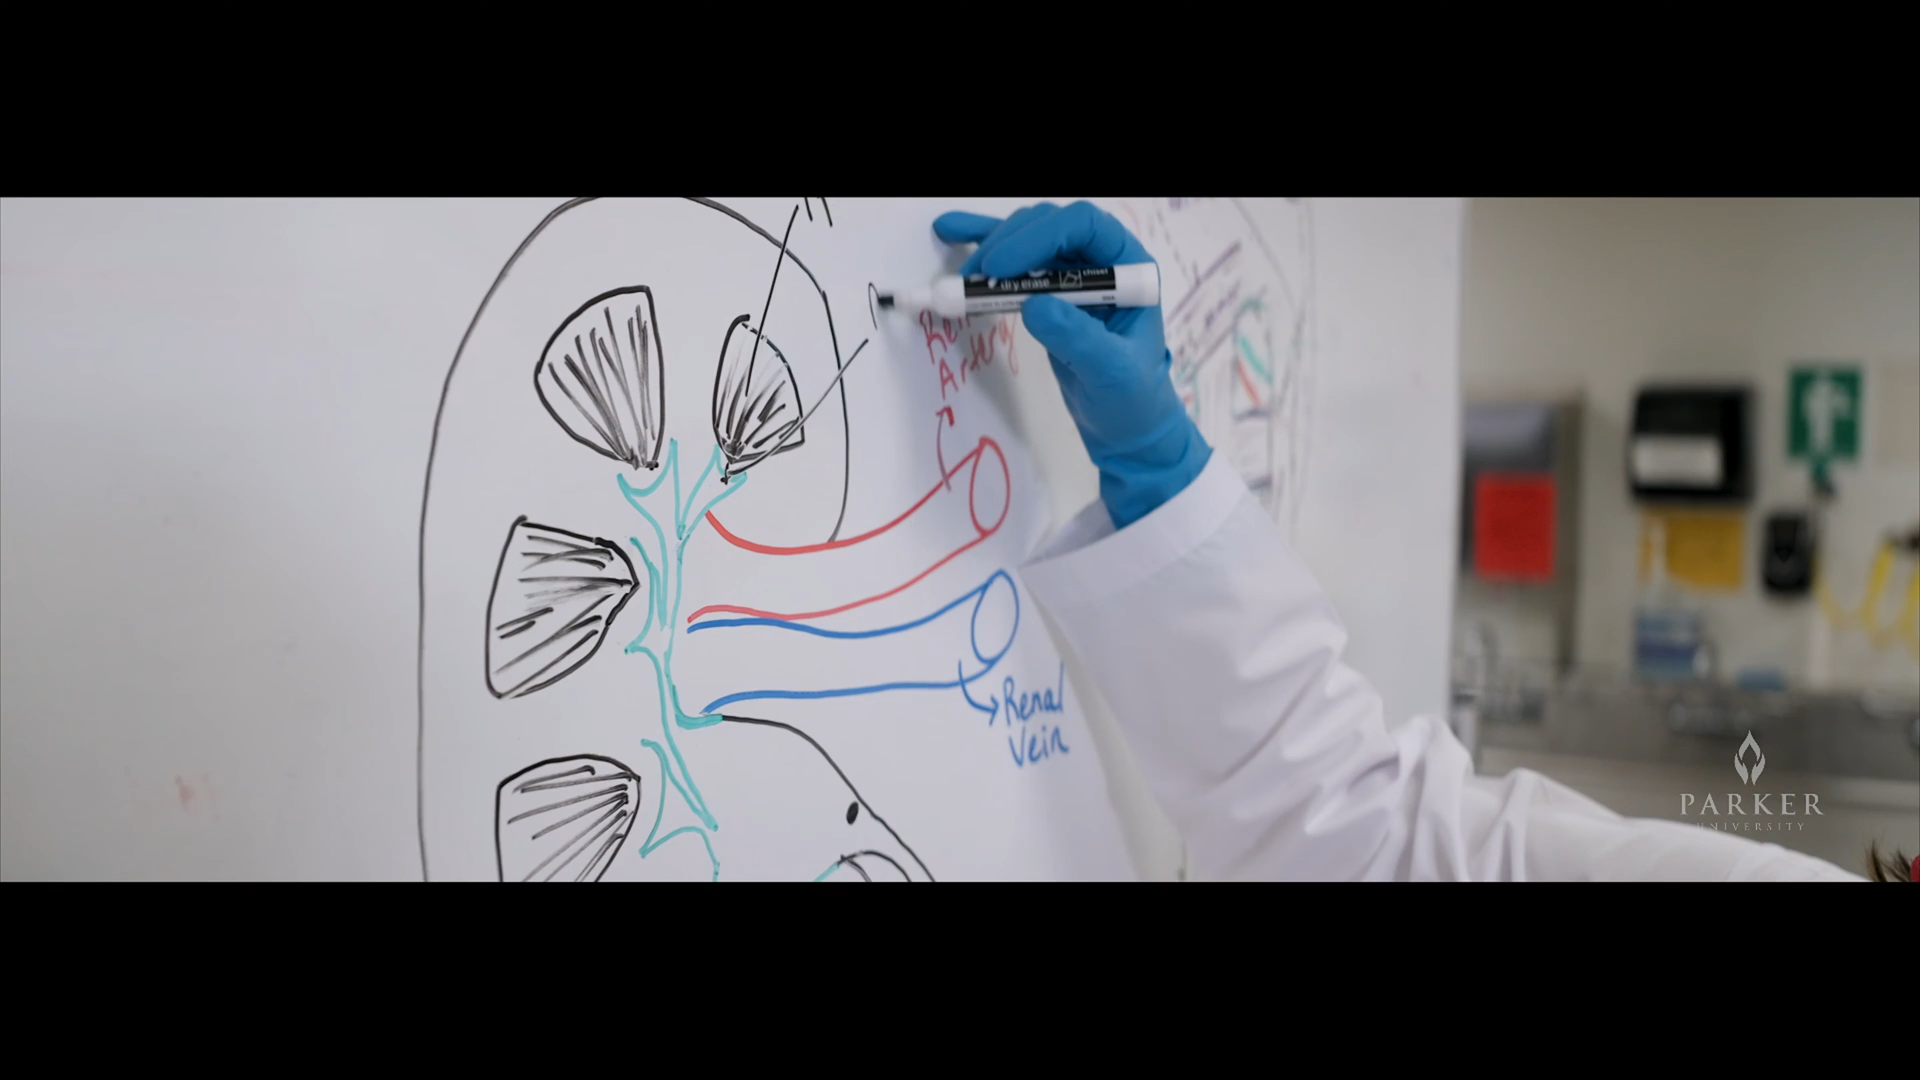 dry erase
chisel
Artery
Renal
Vein
PARKER
UNIVERSITY